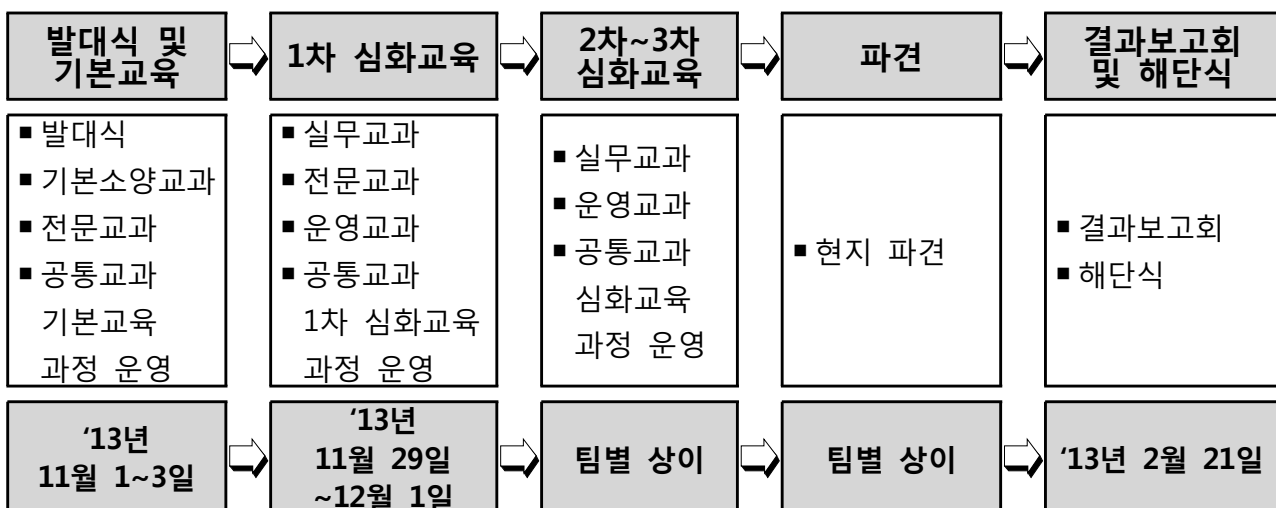 발대식 및
기본교육
1차 심화교육
2차~3차
심화교육
파견
결과보고회
및 해단식
■ 발대식
■ 기본소양교과
■ 전문교과
■ 공통교과
기본교육
과정 운영
■ 실무교과
■ 전문교과
■ 운영교과
■ 공통교과
1차 심화교육
과정 운영
■ 실무교과
■ 운영교과
■ 공통교과
심화교육
과정 운영
■ 현지 파견
■ 결과보고회
■ 해단식
‘13년
11월 1~3일
‘13년
11월 29일
~12월 1일
팀별 상이
팀별 상이
‘13년 2월 21일